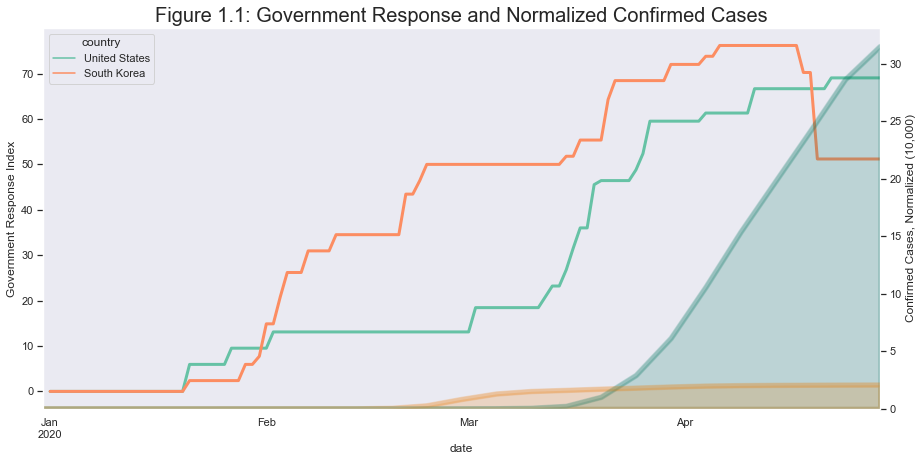 Figure 1.1: Government Response and Normalized Confirmed Cases
country
United States
South Korea
Government Response Index
70
60
50
40
30
20
10
0
Confirmed Cases, Normalized (10,000)
30
25
20
15
10
5
0
Jan
2020
Feb
Mar
Apr
date